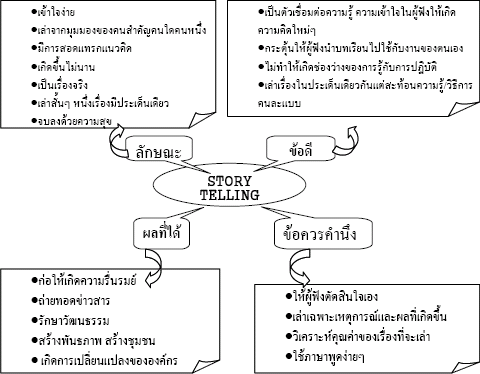 ●เข้าใจง่าย
●เล่าจากมุมมองของคนสำคัญคนใดคนหนึ่ง
●มีการสอดแทรกแนวคิด
●เกิดขึ้นไม่นาน
●เป็นเรื่องจริง
●เล่าสั้นๆ หนึ่งเรื่องมีประเด็นเดียว
●จบลงด้วยความสุข
●เป็นตัวเชื่อมต่อความรู้ ความเข้าใจในผู้ฟังให้เกิด
ความคิดใหม่ๆ
●กระตุ้นให้ผู้ฟังนำบทเรียนไปใช้กับงานของตนเอง
●ไม่ทำให้เกิดช่องว่างของการรู้กับการปฏิบัติ
●เล่าเรื่องในประเด็นเดียวกันแต่สะท้อนความรู้/วิธีการ
คนละแบบ
ลักษณะ
ข้อดี
STORY
TELLING
ผลที่ได้
ข้อควรคำนึง
●ก่อให้เกิดความรื่นรมย์
●ถ่ายทอดข่าวสาร
●รักษาวัฒนธรรม
●สร้างพันธภาพ สร้างชุมชน
● เกิดการเปลี่ยนแปลงขององค์กร
●ให้ผู้ฟังตัดสินใจเอง
●เล่าเฉพาะเหตุการณ์และผลที่เกิดขึ้น
●วิเคราะห์คุณค่าของเรื่องที่จะเล่า
●ใช้ภาษาพูดง่ายๆ